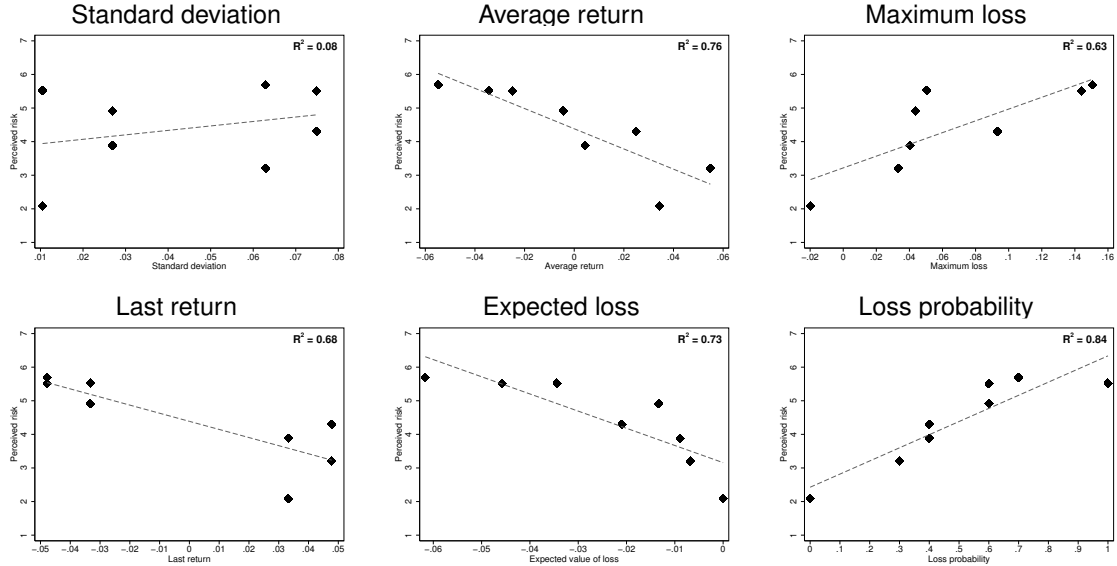 Standard deviation
R² = 0.08
Perceived risk
1 2 3 4 5 6 7
.01 .02 .03 .04 .05 .06 .07 .08
Standard deviation
Average return
R² = 0.76
Perceived risk
1 2 3 4 5 6 7
-.06 -.04 -.02 0 .02 .04 .06
Average return
Maximum loss
R² = 0.63
Perceived risk
1 2 3 4 5 6 7
-.02 0 .02 .04 .06 .08 .1 .12 .14 .16
Maximum loss
Last return
R² = 0.68
Perceived risk
1 2 3 4 5 6 7
-.05 -.04 -.03 -.02 -.01 0 .01 .02 .03 .04 .05
Last return
Expected loss
R² = 0.73
Perceived risk
1 2 3 4 5 6 7
-.06 -.05 -.04 -.03 -.02 -.01 0
Expected value of loss
Loss probability
R² = 0.84
Perceived risk
1 2 3 4 5 6 7
0 .1 .2 .3 .4 .5 .6 .7 .8 .9 1
Loss probability